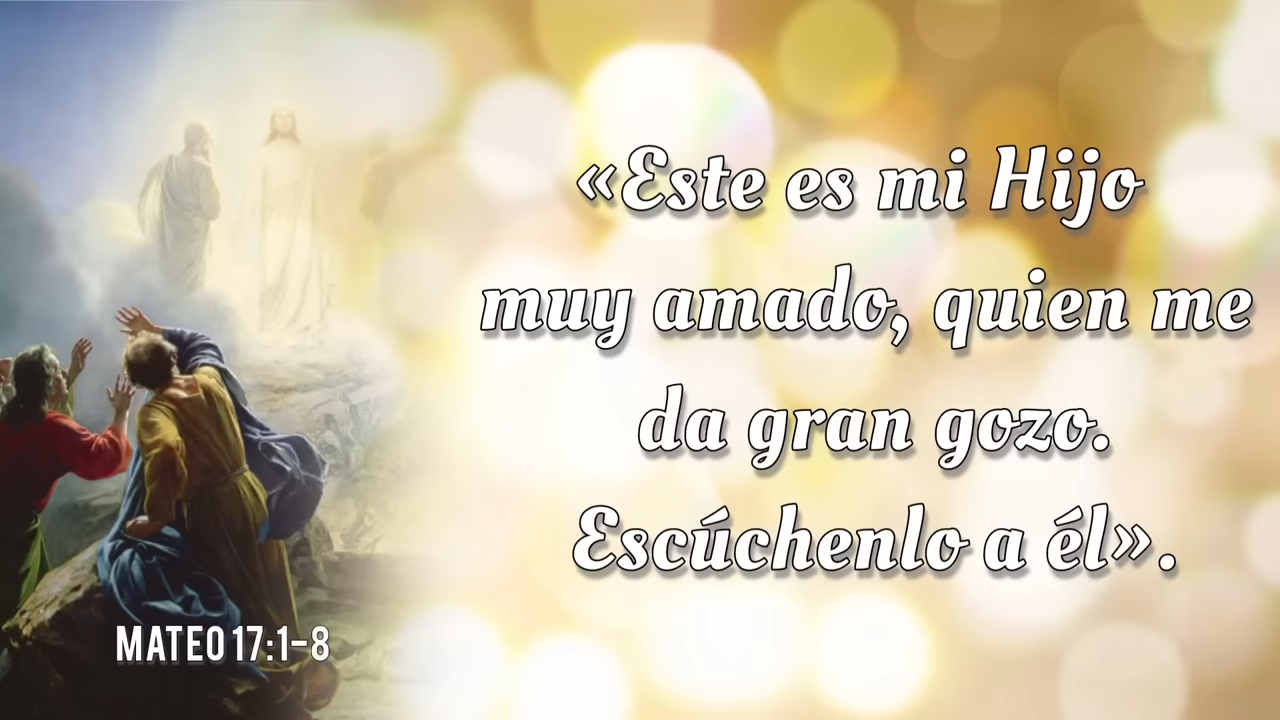 «Este es mi Hijo
muy amado, quien me
da gran gozo.
Escúchenlo a él».
MATEO 17:1-8